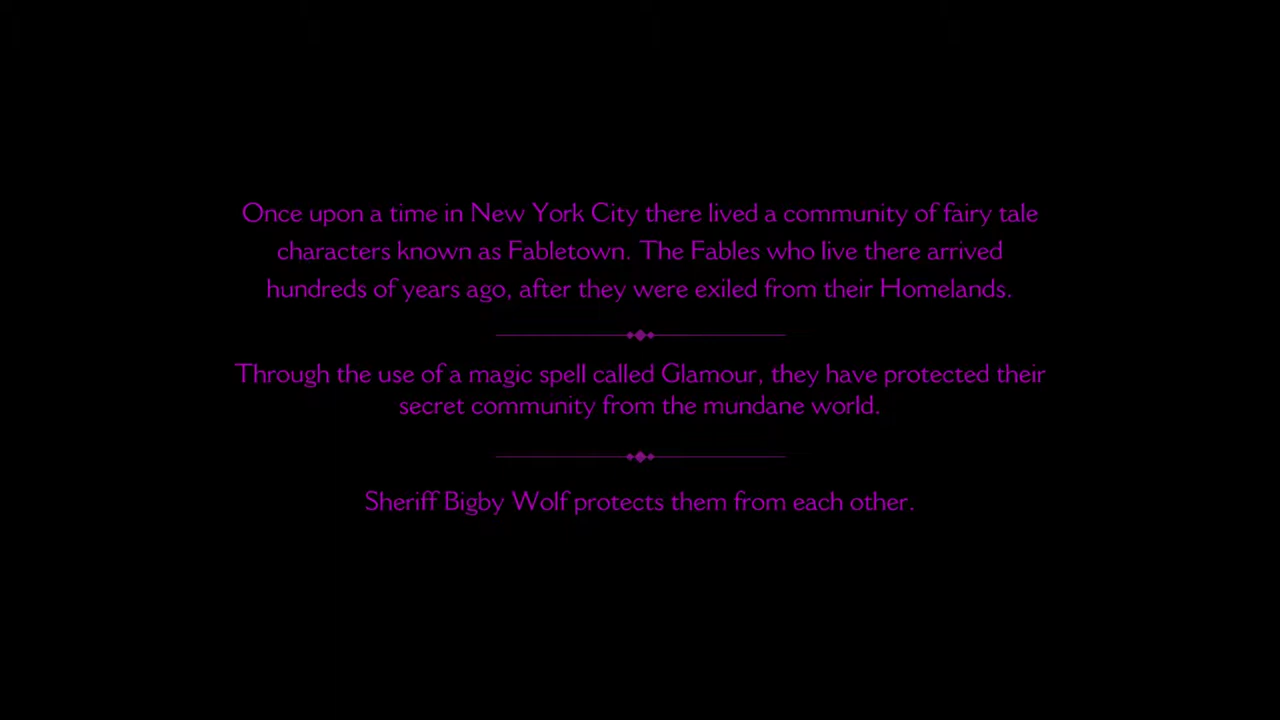 Once upon a time in New York City there lived a community of fairy tale
characters known as Fabletown. The Fables who live there arrived
hundreds of years ago, after they were exiled from their Homelands.
Through the use of a magic spell called Glamour, they have protected their
secret community from the mundane world.
Sheriff Bigby Wolf protects them from each other.